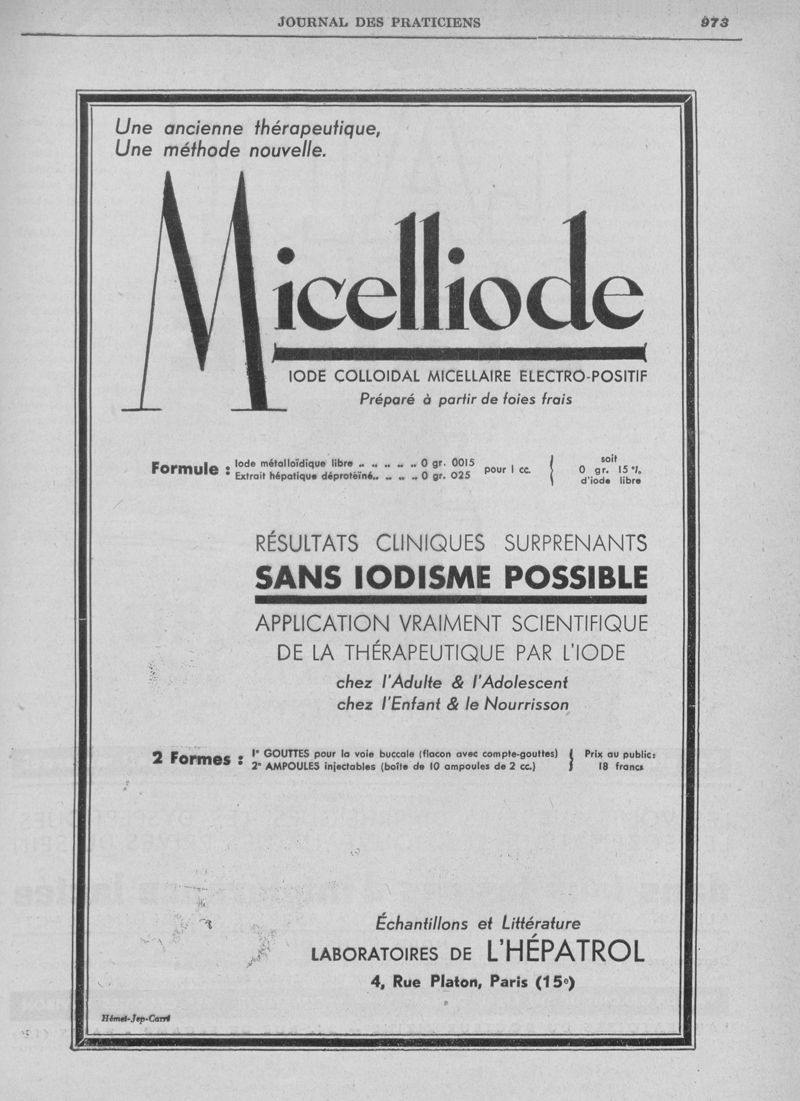 JOURNAL DES PRATICIENS 973
Une ancienne thérapeutique,
Une méthode nouvelle.
Micelliode
IODE COLLOIDAL MICELLAIRE ELECTRO-POSITIF
Préparé à partir de foies frais
Formule : Iode métalloïdique libre .. .. .. .. .. 0 gr. 0015
Extrait hépatique déprotéïné.. .. .. .. 0 gr. 025
pour 1 cc.
soit
0 gr. 15 %
d'iode libre
RÉSULTATS CLINIQUES SURPRENANTS
SANS IODISME POSSIBLE
APPLICATION VRAIMENT SCIENTIFIQUE
DE LA THÉRAPEUTIQUE PAR L'IODE
chez l'Adulte & l'Adolescent
chez l'Enfant & le Nourrisson
2 Formes : 1° GOUTTES pour la voie buccale (flacon avec compte-gouttes)
2° AMPOULES injectables (boîte de 10 ampoules de 2 cc.)
Prix au public:
18 francs
Échantillons et Littérature
LABORATOIRES DE L'HÉPATROL
4, Rue Platon, Paris (15e)
Hémet-Jep-Carré